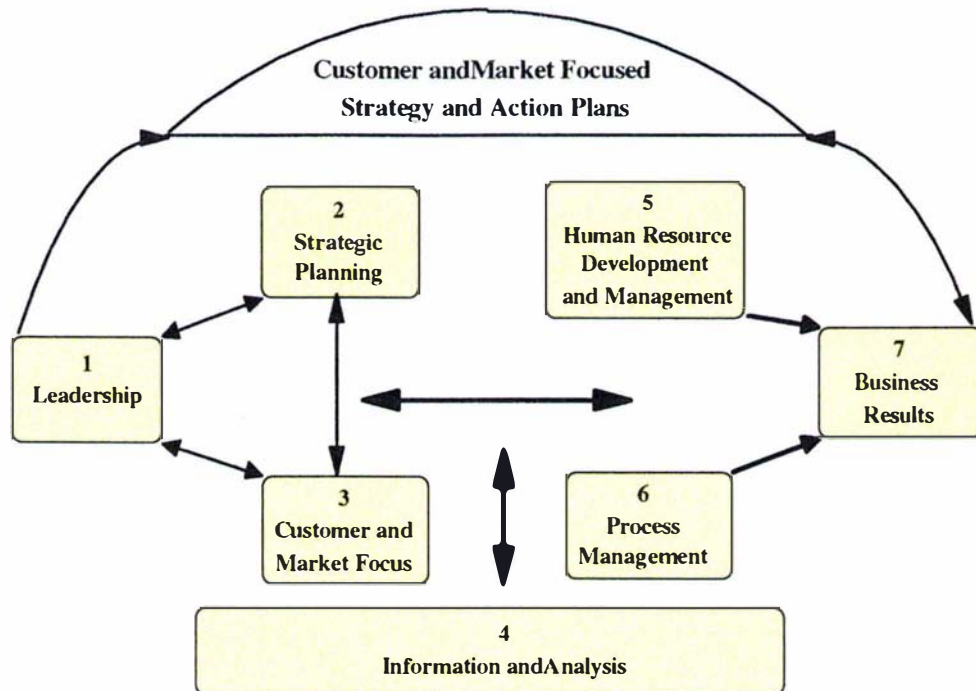 Customer andMarket Focused
Strategy and Action Plans
2
Strategic
Planning
5
Human Resource
Development
and Management
1
Leadership
7
Business
Results
3
Customer and
Market Focus
6
Process
Management
4
Information andAnalysis